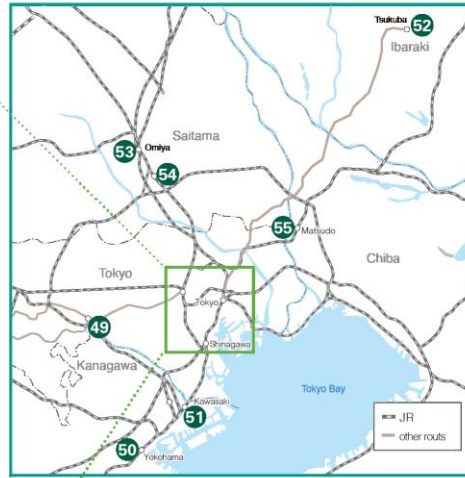 Tsukuba
52
Ibaraki
Saitama
53
Omiya
54
55
Matsudo
Tokyo
Chiba
Tokyo
49
Kanagawa
Shinagawa
Tokyo Bay
Kawasaki
51
JR
other routs
50
Yokohama